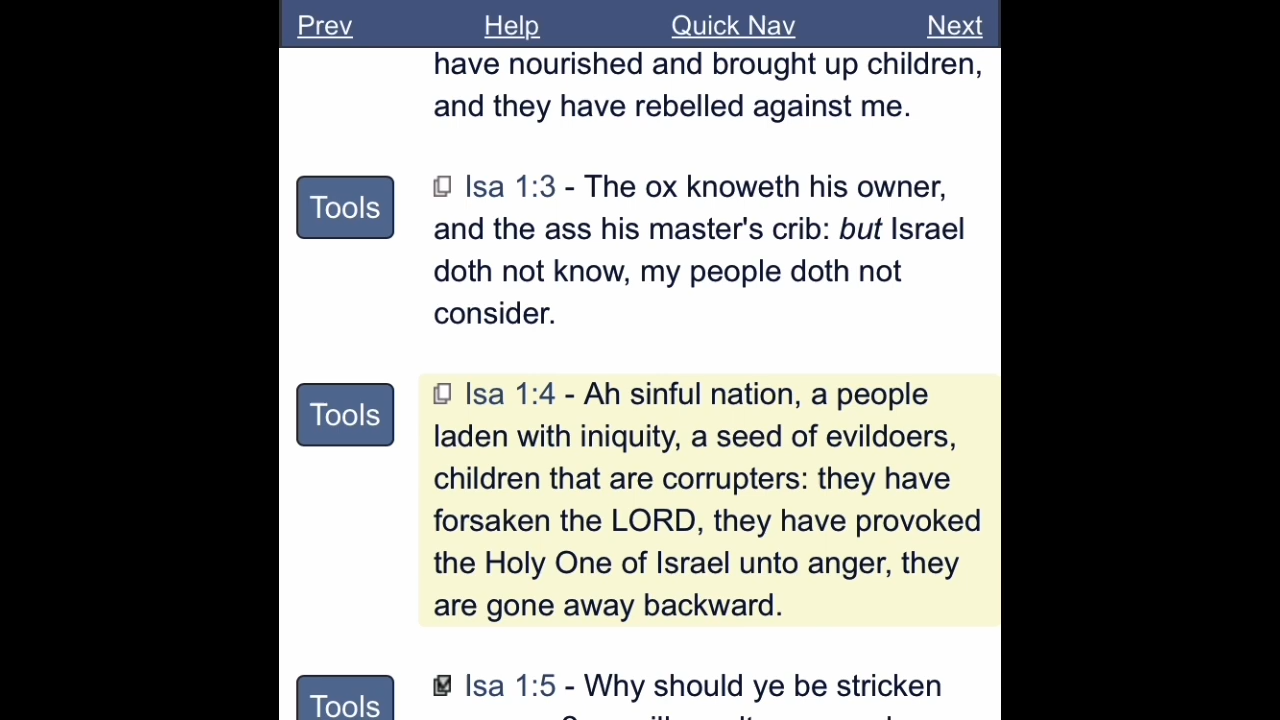 Prev Help Quick Nav Next
have nourished and brought up children,
and they have rebelled against me.
Tools
Isa 1:3 - The ox knoweth his owner,
and the ass his master's crib: but Israel
doth not know, my people doth not
consider.
Tools
Isa 1:4 - Ah sinful nation, a people
laden with iniquity, a seed of evildoers,
children that are corrupters: they have
forsaken the LORD, they have provoked
the Holy One of Israel unto anger, they
are gone away backward.
Tools
Isa 1:5 - Why should ye be stricken